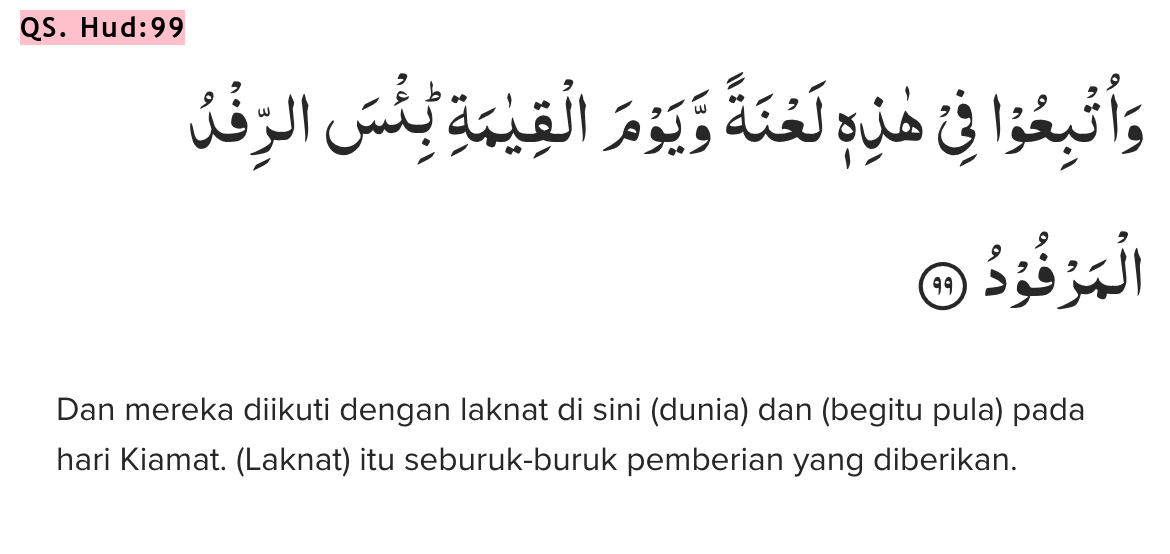 QS. Hud:99
وَاُتْبِعُوْا فِيْ هٰذِهٖ لَعْنَةً وَّيَوْمَ الْقِيٰمَةِۗ بِئْسَ الرِّفْدُ
الْمَرْفُوْدُ ٩٩
Dan mereka diikuti dengan laknat di sini (dunia) dan (begitu pula) pada
hari Kiamat. (Laknat) itu seburuk-buruk pemberian yang diberikan.